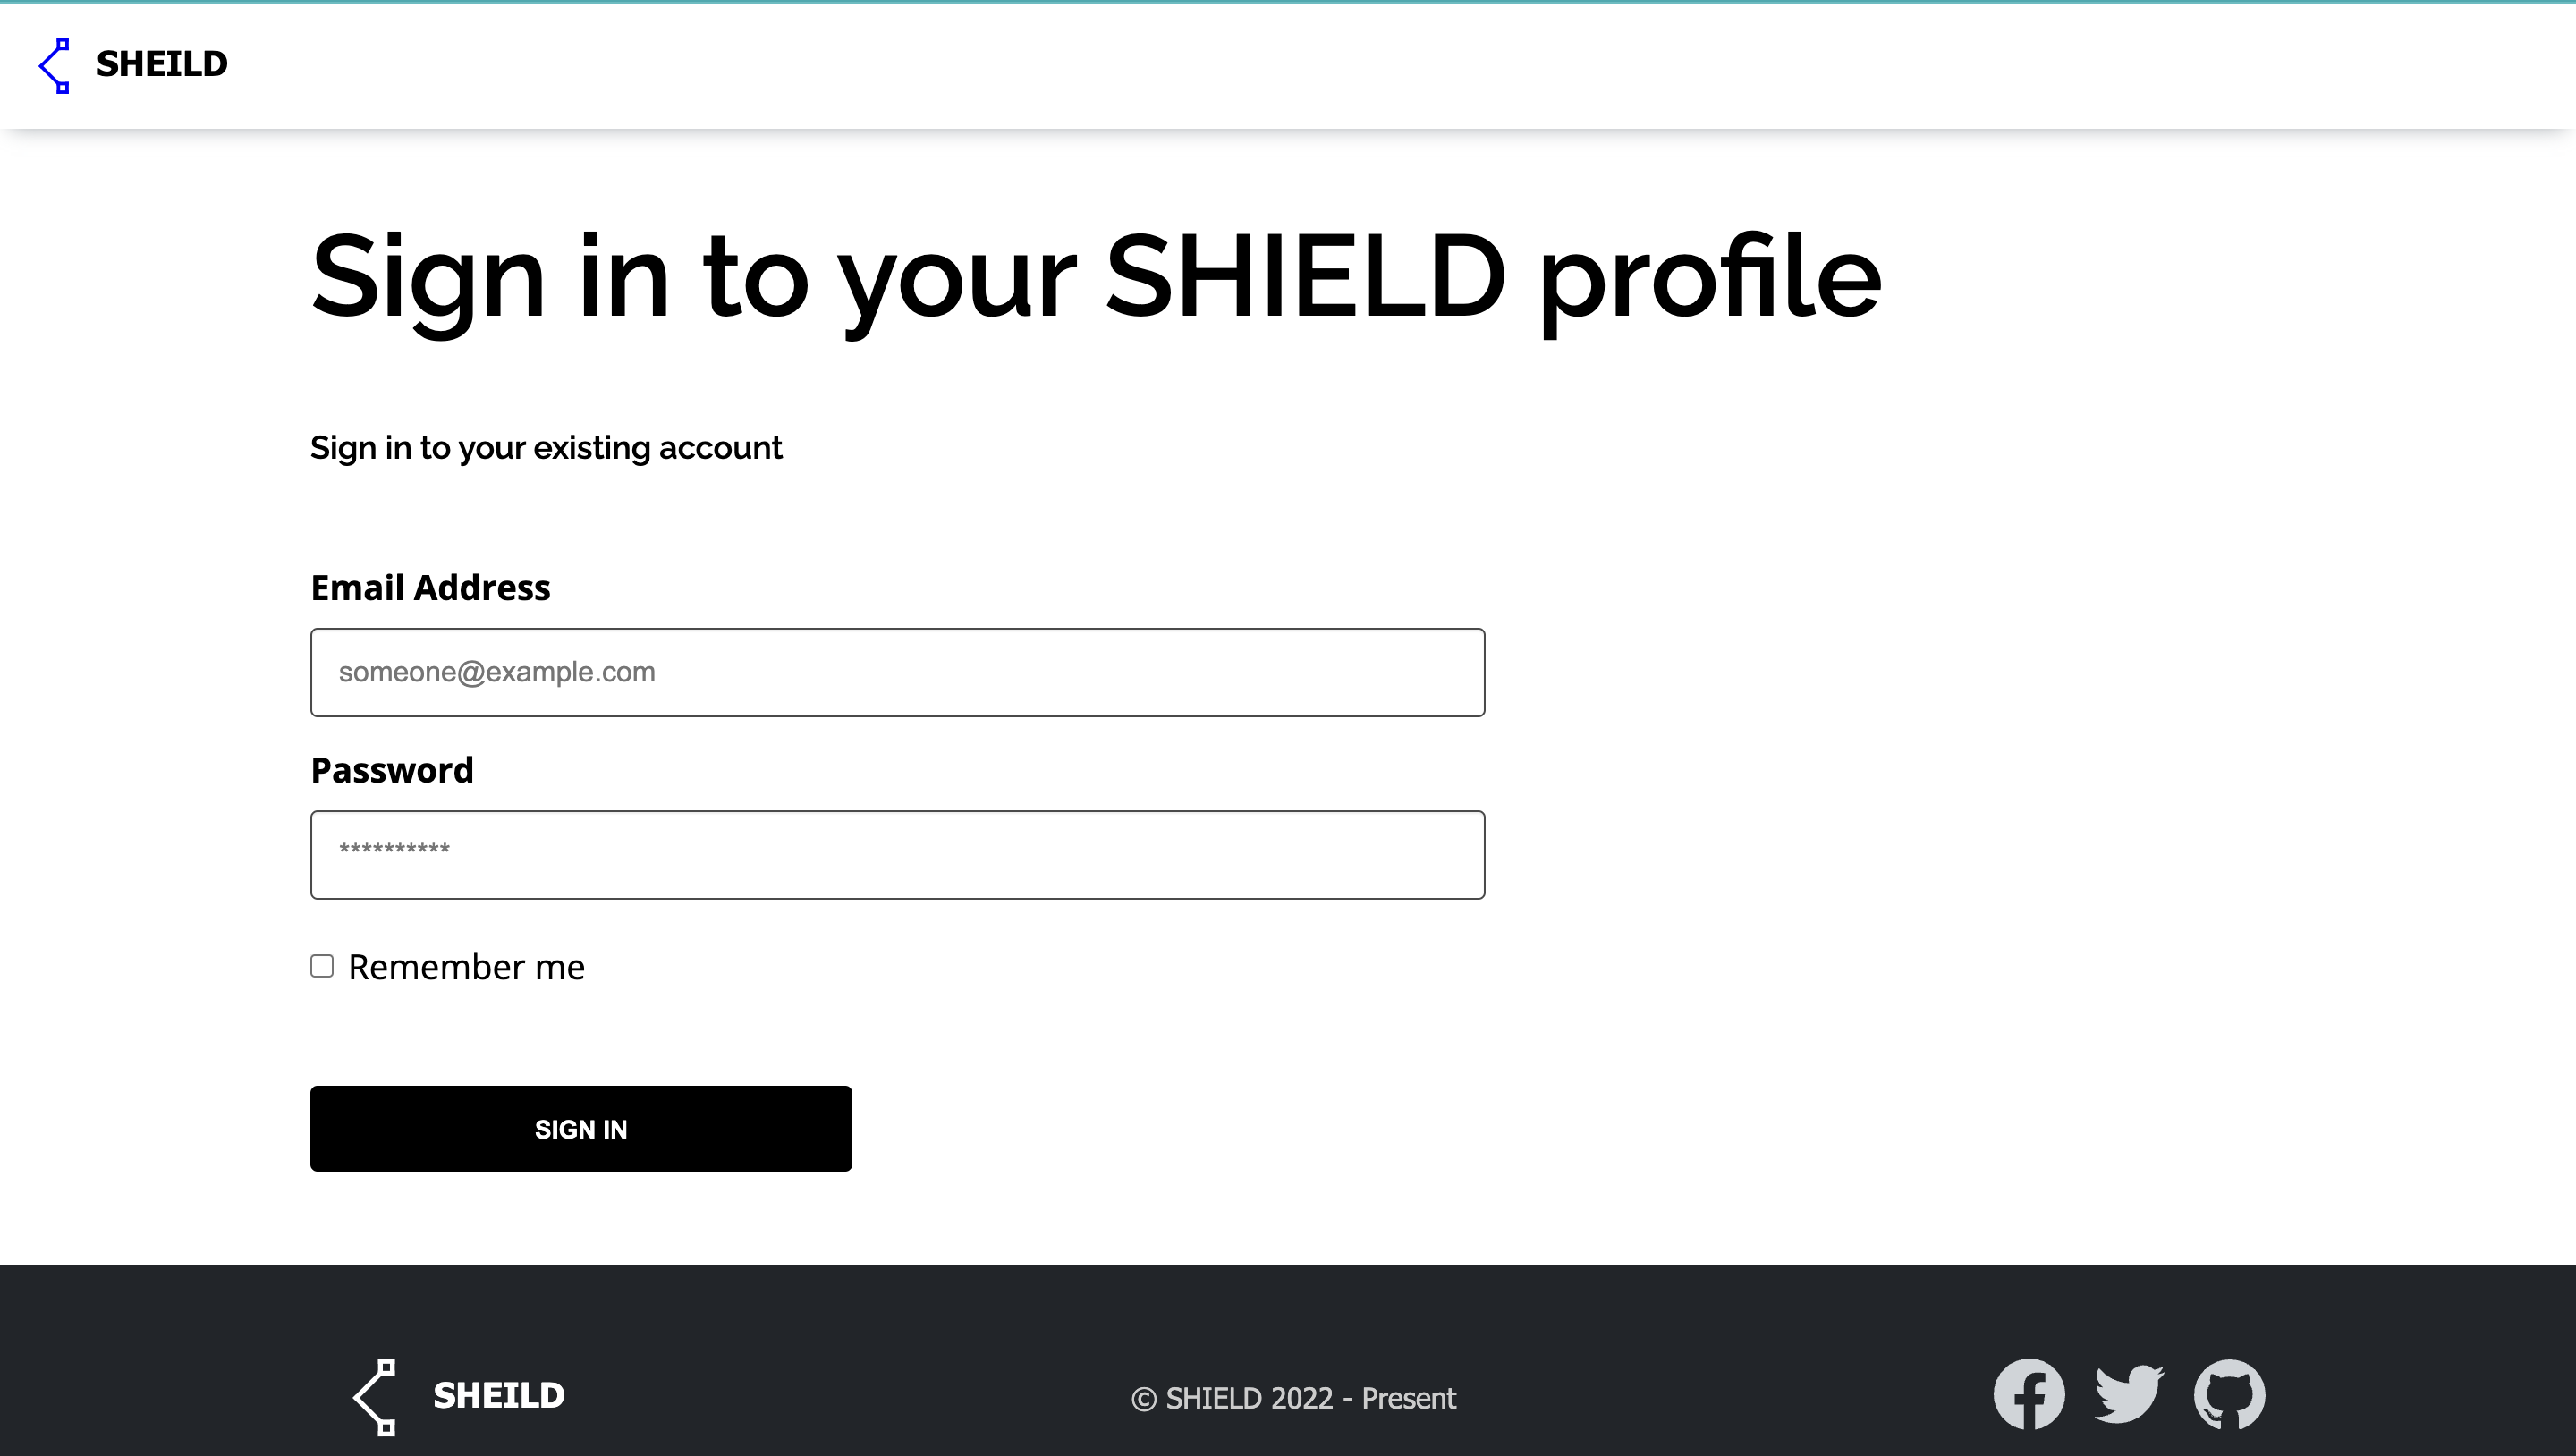 SHEILD
Sign in to your SHIELD profile
Sign in to your existing account
Email Address
someone@example.com
Password
**********
Remember me
SIGN IN
SHEILD
© SHIELD 2022 - Present